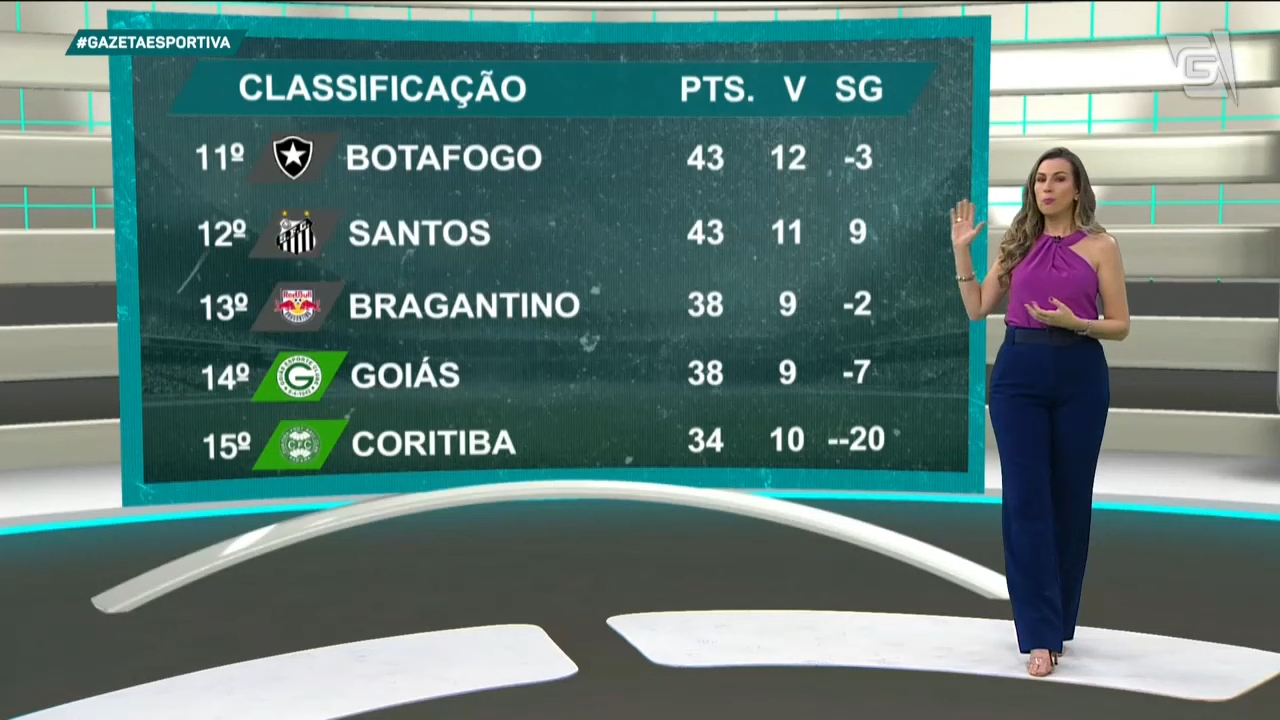 #GAZETAESPORTIVA
CLASSIFICAÇÃO PTS. V SG
11º BOTAFOGO 43 12 -3
12º SANTOS 43 11 9
13º BRAGANTINO 38 9 -2
14º GOIÁS 38 9 -7
15º CORITIBA 34 10 --20